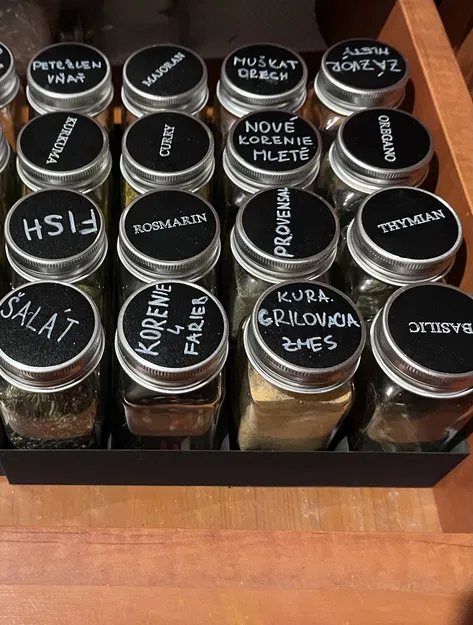 PETRŽLEN
VŇAŤ
MAJORAN
MUŠKÁT
ORECH
ZÁZVOR
MLETÝ
KURKUMA
CURRY
NOVÉ
KORENIE
MLETÉ
OREGANO
FISH
ROSMARIN
PROVENSAL
THYMIAN
ŠALÁT
KORENIE
4
FARIEB
KURA.
GRILOVACIA
ZMES
BASILIC